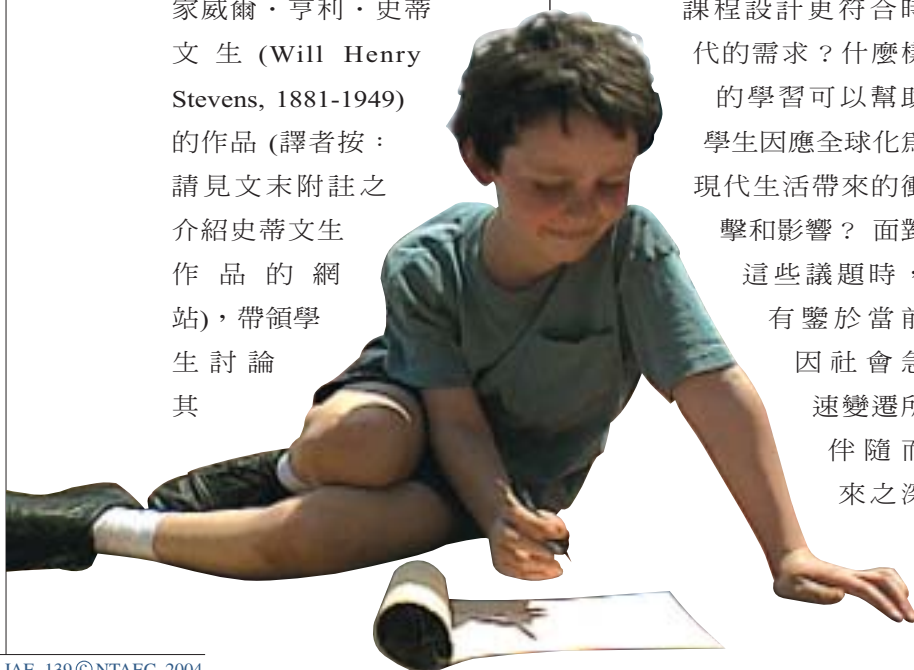 家威爾‧亨利‧史蒂
文生 (Will Henry
Stevens, 1881-1949)
的作品 (譯者按：
請見文末附註之
介紹史蒂文生
作品的網
站)，帶領學
生討論
其
課程設計更符合時
代的需求？什麼樣
的學習可以幫助
學生因應全球化為
現代生活帶來的衝
擊和影響？ 面對
這些議題時，
有鑒於當前
因社會急
速變遷所
伴隨而
來之深
IAE 139©NTAEC 2004